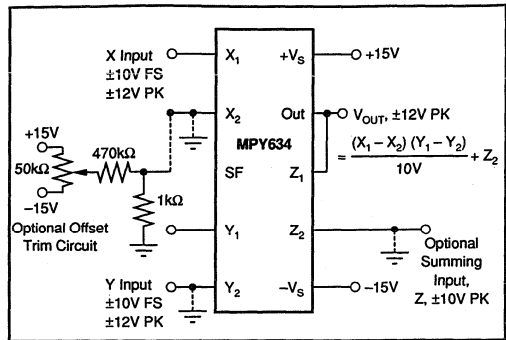 X Input
±10V FS
±12V PK
X₁
+Vₛ
+15V
X₂
Out
V_OUT, ±12V PK
MPY634
= (X₁ – X₂) (Y₁ – Y₂) / 10V + Z₂
+15V
50kΩ
470kΩ
–15V
1kΩ
SF
Z₁
Optional Offset
Trim Circuit
Y₁
Z₂
Optional
Summing
Input,
Z, ±10V PK
Y Input
±10V FS
±12V PK
Y₂
–Vₛ
–15V